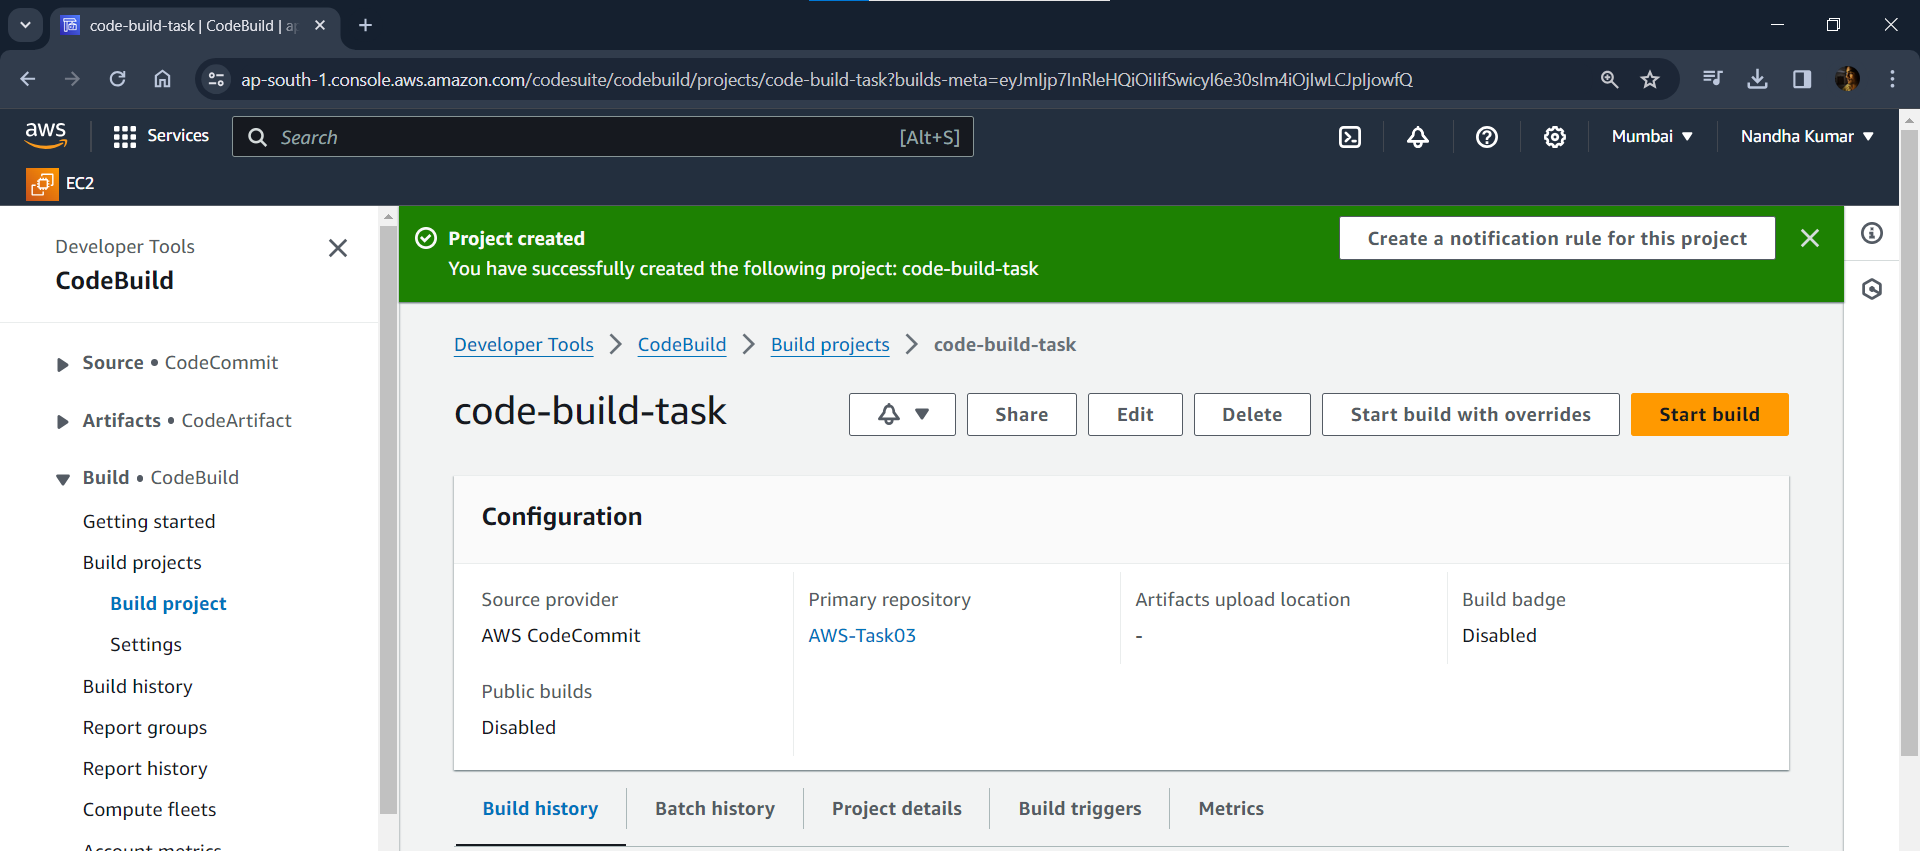 code-build-task | CodeBuild | ap
ap-south-1.console.aws.amazon.com/codesuite/codebuild/projects/code-build-task?builds-meta=eyJmIjp7InRleHQiOiIifSwicyI6e30sIm4iOjIwLCJpIjowfQ
aws
Services
Search
[Alt+S]
Mumbai
Nandha Kumar
EC2
Developer Tools
CodeBuild
Source • CodeCommit
Artifacts • CodeArtifact
Build • CodeBuild
Getting started
Build projects
Build project
Settings
Build history
Report groups
Report history
Compute fleets
Account metrics
Project created
You have successfully created the following project: code-build-task
Create a notification rule for this project
Developer Tools
CodeBuild
Build projects
code-build-task
code-build-task
Share
Edit
Delete
Start build with overrides
Start build
Configuration
Source provider
AWS CodeCommit
Primary repository
AWS-Task03
Artifacts upload location
-
Build badge
Disabled
Public builds
Disabled
Build history
Batch history
Project details
Build triggers
Metrics